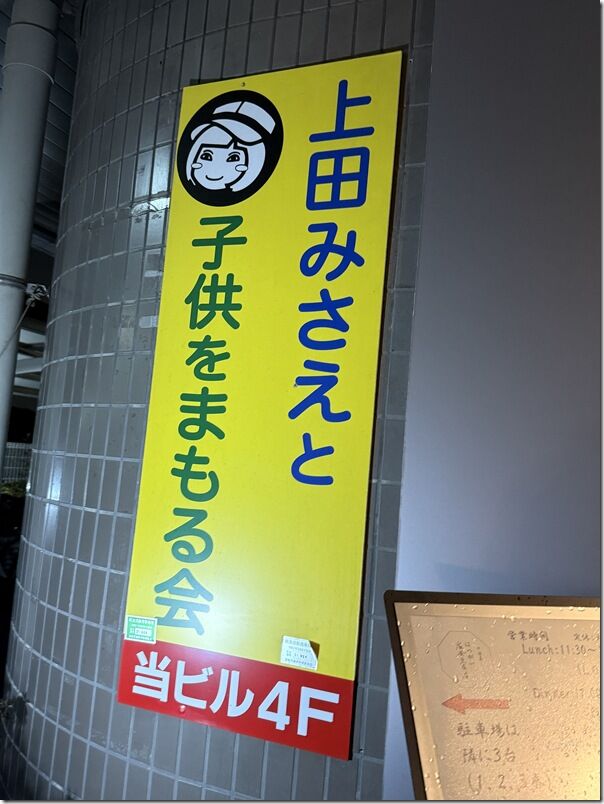 上田みさえと
子供をまもる会
当ビル4F
営業時間
Lunch:11:30～
駐車場は
隣に3台